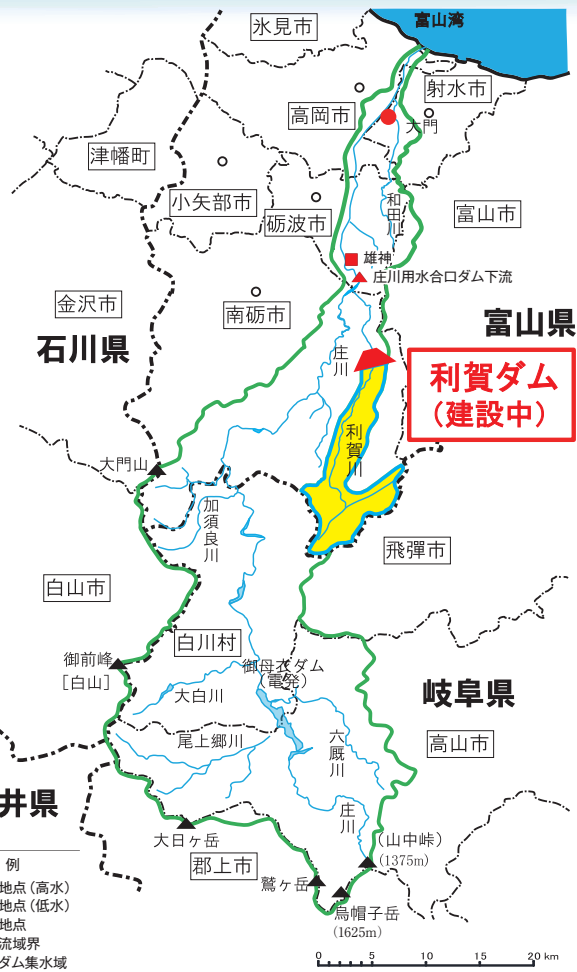 富山湾
氷見市
射水市
高岡市
大門
津幡町
小矢部市
砺波市
和田川
富山市
雄神
庄川用水合口ダム下流
金沢市
南砺市
富山県
石川県
庄川
利賀ダム
(建設中)
利賀川
大門山
加須良川
飛彈市
白山市
白川村
御前峰
[白山]
御母衣ダム
(電発)
大白川
岐阜県
尾上郷川
六厩川
高山市
井県
庄川
大日ヶ岳
(山中峠)
(1375m)
郡上市
鷲ヶ岳
烏帽子岳
(1625m)
例
地点(高水)
地点(低水)
地点
流域界
ダム集水域
0 5 10 15 20 km